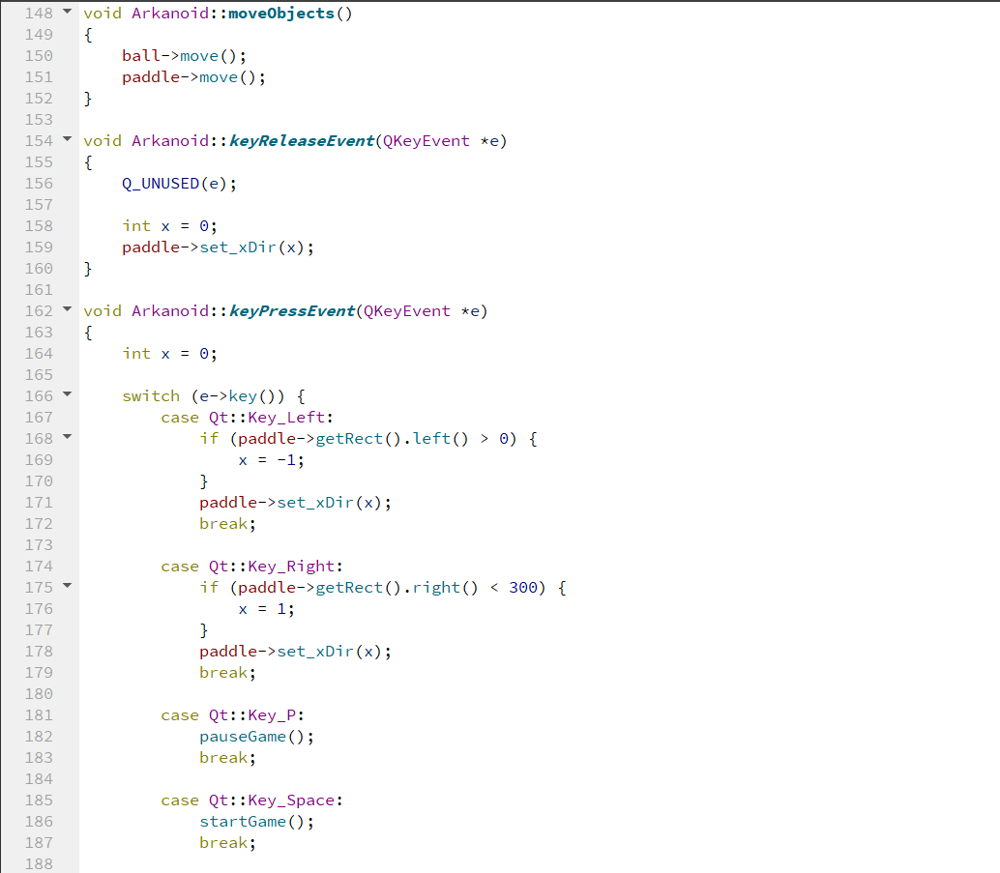 148 void Arkanoid::moveObjects()
149 {
150     ball->move();
151     paddle->move();
152 }
153
154 void Arkanoid::keyReleaseEvent(QKeyEvent *e)
155 {
156     Q_UNUSED(e);
157
158     int x = 0;
159     paddle->set_xDir(x);
160 }
161
162 void Arkanoid::keyPressEvent(QKeyEvent *e)
163 {
164     int x = 0;
165
166     switch (e->key()) {
167         case Qt::Key_Left:
168             if (paddle->getRect().left() > 0) {
169                 x = -1;
170             }
171             paddle->set_xDir(x);
172             break;
173
174         case Qt::Key_Right:
175             if (paddle->getRect().right() < 300) {
176                 x = 1;
177             }
178             paddle->set_xDir(x);
179             break;
180
181         case Qt::Key_P:
182             pauseGame();
183             break;
184
185         case Qt::Key_Space:
186             startGame();
187             break;
188